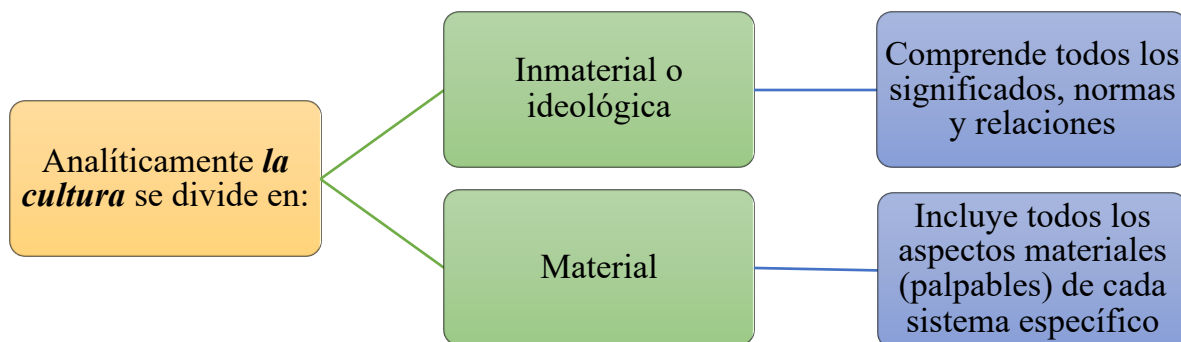 Analíticamente la
cultura se divide en:
Inmaterial o
ideológica
Comprende todos los
significados, normas
y relaciones
Material
Incluye todos los
aspectos materiales
(palpables) de cada
sistema específico